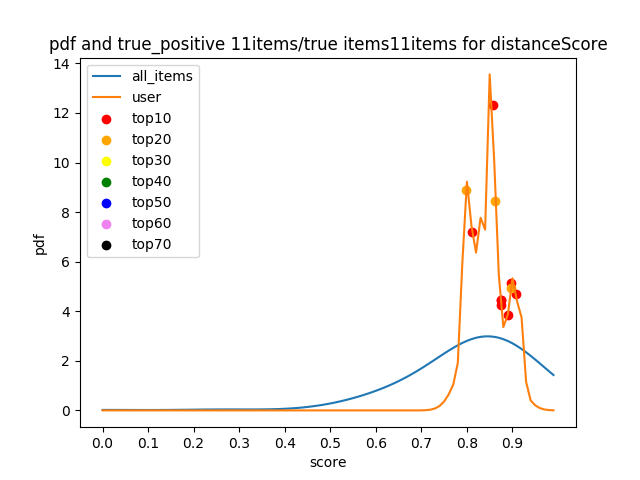 pdf and true_positive 11items/true items11items for distanceScore
all_items
user
top10
top20
top30
top40
top50
top60
top70
pdf
14
12
10
8
6
4
2
0
0.0 0.1 0.2 0.3 0.4 0.5 0.6 0.7 0.8 0.9
score